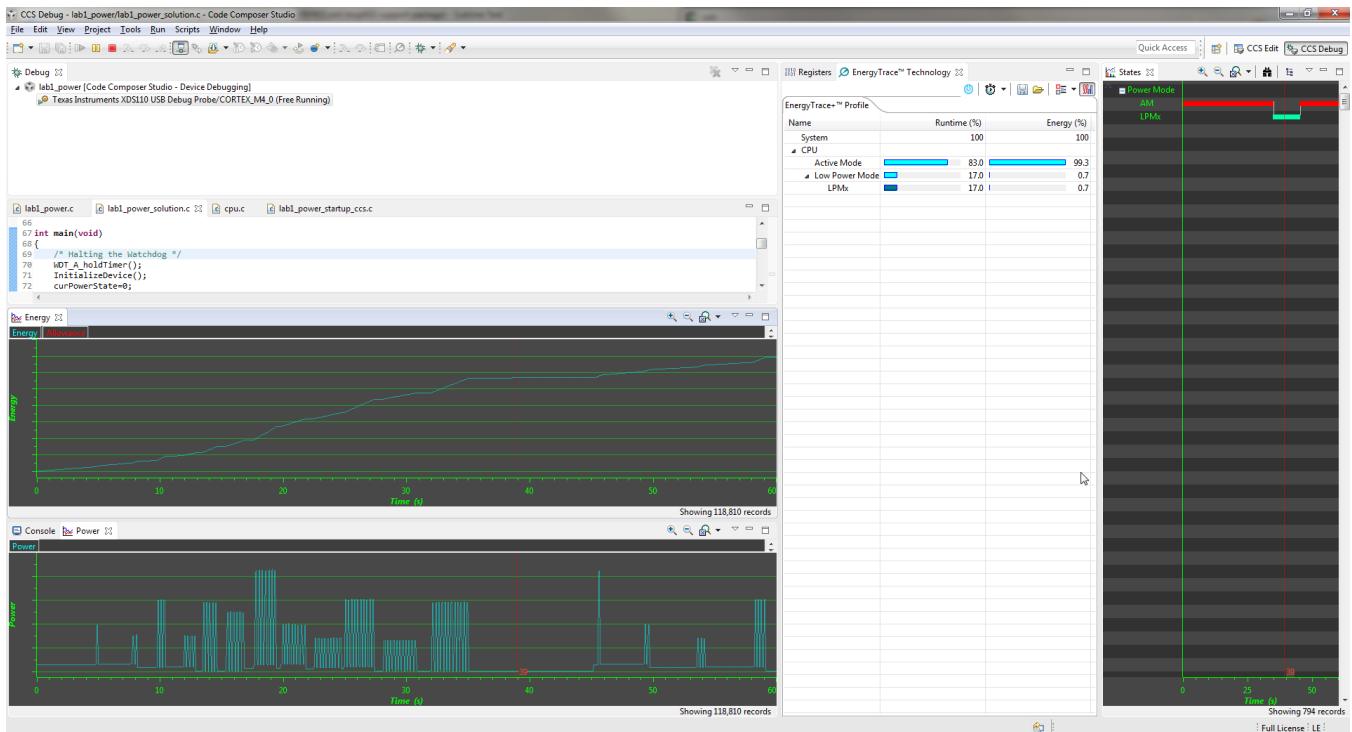 CCS Debug - lab1_power/lab1_power_solution.c - Code Composer Studio
File Edit View Project Tools Run Scripts Window Help
Quick Access CCS Edit CCS Debug
Debug
lab1_power [Code Composer Studio - Device Debugging]
Texas Instruments XDS110 USB Debug Probe/CORTEX_M4_0 (Free Running)
lab1_power.c lab1_power_solution.c cpu.c lab1_power_startup_ccs.c
66
67 int main(void)
68 {
69 /* Halting the Watchdog */
70 WDT_A_holdTimer();
71 InitializeDevice();
72 curPowerState=0;
Energy
Energy Allowance
Energy
0 10 20 30 40 50 60
Time (s)
Showing 118,810 records
Console Power
Power
Power
39
0 10 20 30 40 50 60
Time (s)
Showing 118,810 records
Registers EnergyTrace™ Technology
EnergyTrace+™ Profile
Name Runtime (%) Energy (%)
System 100 100
CPU
Active Mode 83.0 99.3
Low Power Mode 17.0 0.7
LPMx 17.0 0.7
States
Power Mode
AM
LPMx
39
0 25 50
Time (s)
Showing 794 records
Full License LE